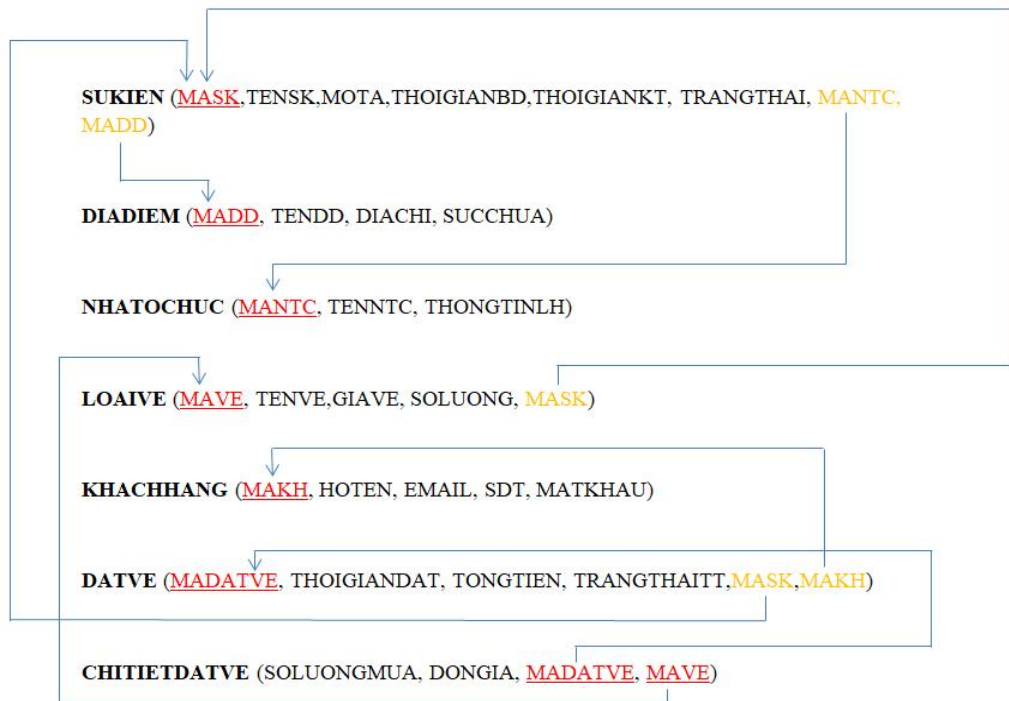 SUKIEN (MASK,TENSK,MOTA,THOIGIANBD,THOIGIANKT, TRANGTHAI, MANTC,
MADD)
DIADIEM (MADD, TENDD, DIACHI, SUCCHUA)
NHATOCHUC (MANTC, TENNTC, THONGTINLH)
LOAIVE (MAVE, TENVE,GIAVE, SOLUONG, MASK)
KHACHHANG (MAKH, HOTEN, EMAIL, SDT, MATKHAU)
DATVE (MADATVE, THOIGIANDAT, TONGTIEN, TRANGTHAITT,MASK,MAKH)
CHITIETDATVE (SOLUONGMUA, DONGIA, MADATVE, MAVE)